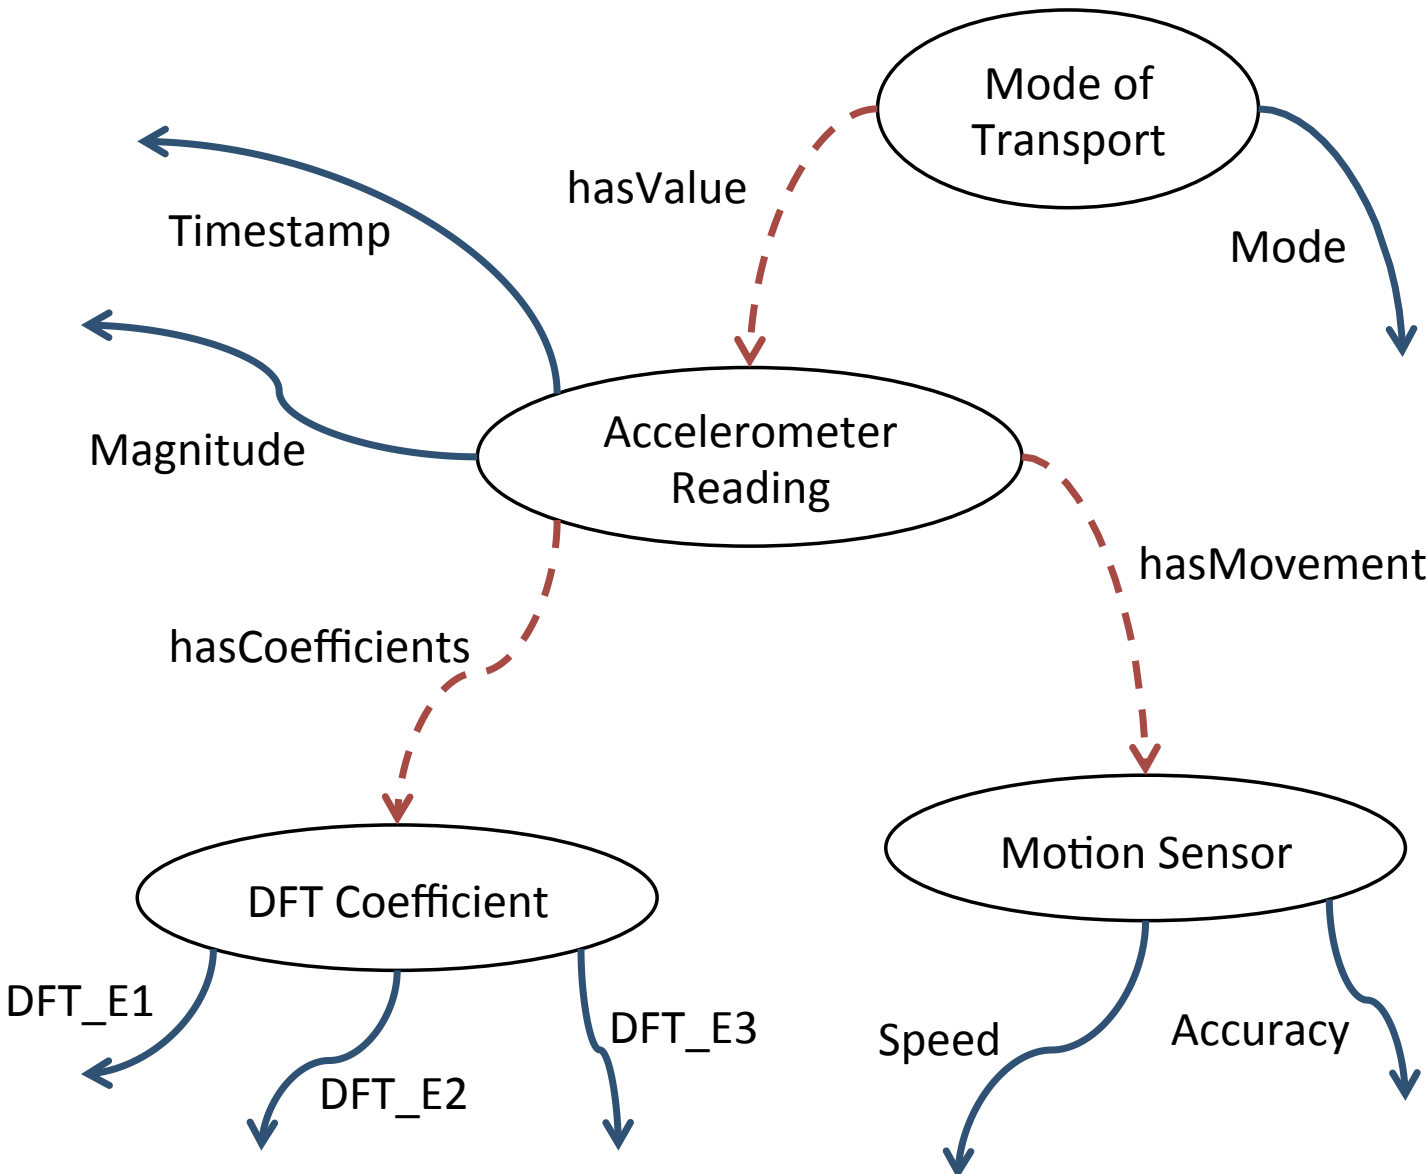 Mode of
Transport
hasValue
Timestamp
Mode
Magnitude
Accelerometer
Reading
hasMovement
hasCoefficients
Motion Sensor
DFT Coefficient
DFT_E1
DFT_E2
DFT_E3
Speed
Accuracy